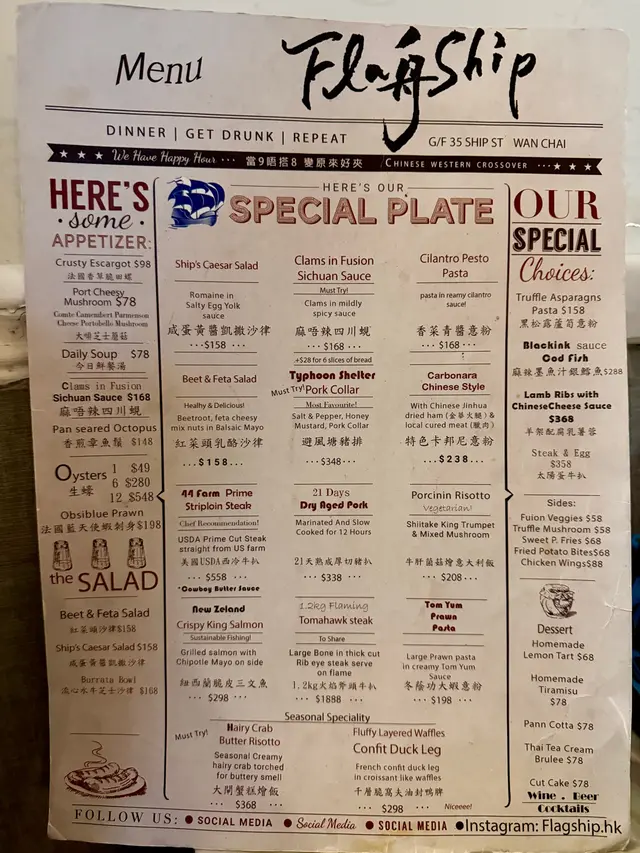 Menu
Fla舟Ship
DINNER | GET DRUNK | REPEAT
G/F 35 SHIP ST WAN CHAI
We Have Happy Hour ··· 當9唔搭8 變原來好夾
CHINESE WESTERN CROSSOVER
HERE'S
some
APPETIZER:
Crusty Escargot $98
法國香草脆田螺
Port Cheesy
Mushroom $78
Comte Camembert Parmenson
Cheese Portobello Mushroom
大啡芝士蘑菇
Daily Soup $78
今日鮮嘢湯
Clams in Fusion
Sichuan Sauce $168
麻唔辣四川蜆
Pan seared Octopus
香煎章魚鬚 $148
Oysters 1 $49
生蠔 6 $280
12 $548
Obsiblue Prawn
法國藍天使蝦刺身$198
the SALAD
Beet & Feta Salad
紅菜頭沙律$158
Ship's Caesar Salad $158
咸蛋黃醬凱撒沙律
Burrata Bowl
流心水牛芝士沙律 $168
HERE'S OUR
SPECIAL PLATE
Ship's Caesar Salad
Romaine in
Salty Egg Yolk
sauce
咸蛋黃醬凱撒沙律
···$158 ···
Clams in Fusion
Sichuan Sauce
Must Try!
Clams in mildly
spicy sauce
麻唔辣四川蜆
··· $168 ···
+$28 for 6 slices of bread
Cilantro Pesto
Pasta
pasta in reamy cilantro
sauce!
香菜青醬意粉
··· $168 ···
Beet & Feta Salad
Healhy & Delicious!
Beetroot, feta cheesy
mix nuts in Balsaic Mayo
紅菜頭乳酪沙律
...$158...
Typhoon Shelter
Must Try! Pork Collar
Most Favourite!
Salt & Pepper, Honey
Mustard, Pork Collar
避風塘豬排
···$348···
Carbonara
Chinese Style
With Chinese Jinhua
dried ham (金華火腿) &
local cured meat (臘肉)
特色卡邦尼意粉
...$238...
44 Farm Prime
Striploin Steak
Chef Recommendation!
USDA Prime Cut Steak
straight from US farm
美國USDA西冷牛扒
··· $558 ···
*Cowboy Butter Sauce
21 Days
Dry Aged Pork
Marinated And Slow
Cooked for 12 Hours
21天熟成厚切豬扒
··· $338 ···
Porcinin Risotto
Vegetarian!
Shiitake King Trumpet
& Mixed Mushroom
牛肝菌菇燴意大利飯
··· $208···
New Zeland
Crispy King Salmon
Sustainable Fishing!
Grilled salmon with
Chipotle Mayo on side
紐西蘭脆皮三文魚
··· $298 ···
1.2kg Flaming
Tomahawk steak
To Share
Large Bone in thick cut
Rib eye steak serve
on flame
1.2kg火焰斧頭牛扒
··· $1888 ···
Tom Yum
Prawn
Pasta
Large Prawn pasta
in creamy Tom Yum
Sauce
冬蔭功大蝦意粉
··· $198 ···
Seasonal Speciality
Must Try!
Hairy Crab
Butter Risotto
Seasonal Creamy
hairy crab torched
for buttery smell
大閘蟹糕燴飯
··· $368 ···
Fluffy Layered Waffles
Confit Duck Leg
French confit duck leg
in croissant like waffles
千層脆窩夫油封鴨髀
··· $298 ··· Niceeee!
OUR
SPECIAL
Choices:
Truffle Asparagns
Pasta $158
黑松露蘆筍意粉
Blackink sauce
Cod Fish
麻辣墨魚汁銀鱈魚$288
Lamb Ribs with
ChineseCheese Sauce
$368
羊架配腐乳薯蓉
Steak & Egg
$358
太陽蛋牛扒
Sides:
Fuion Veggies $58
Truffle Mushroom $58
Sweet P. Fries $68
Fried Potato Bites$68
Chicken Wings$88
Dessert
Homemade
Lemon Tart $68
Homemade
Tiramisu
$78
Pann Cotta $78
Thai Tea Cream
Brulee $78
Cut Cake $78
Wine . Beer
Cocktails
FOLLOW US: ● SOCIAL MEDIA ● Social Media ● SOCIAL MEDIA ●Instagram: Flagship.hk